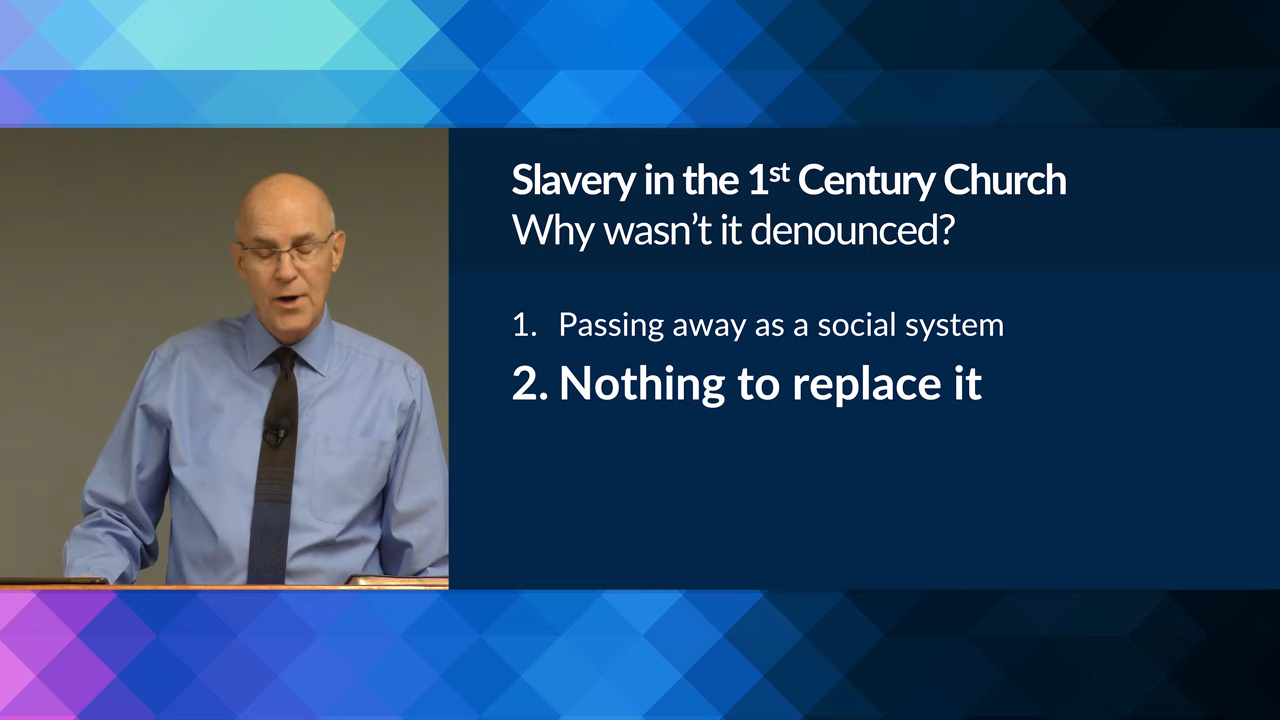 Slavery in the 1st Century Church
Why wasn’t it denounced?
1. Passing away as a social system
2. Nothing to replace it